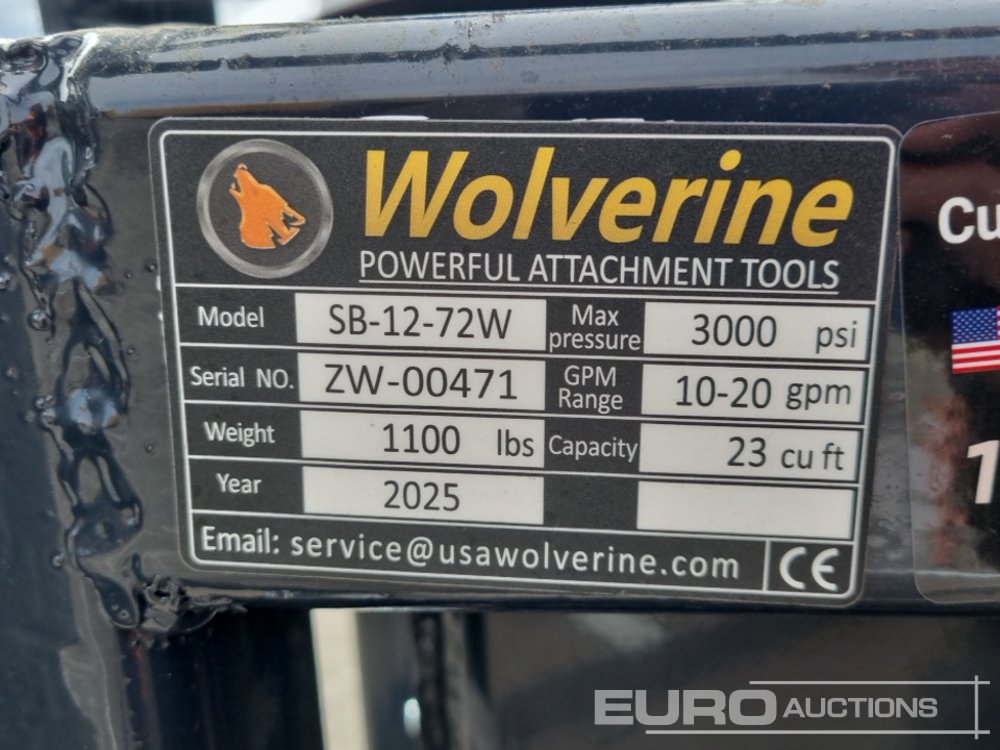 Wolverine
POWERFUL ATTACHMENT TOOLS
Model SB-12-72W Max pressure 3000 psi
Serial NO. ZW-00471 GPM Range 10-20 gpm
Weight 1100 lbs Capacity 23 cu ft
Year 2025
Email: service@usawolverine.com CE
Cu
1
EURO AUCTIONS